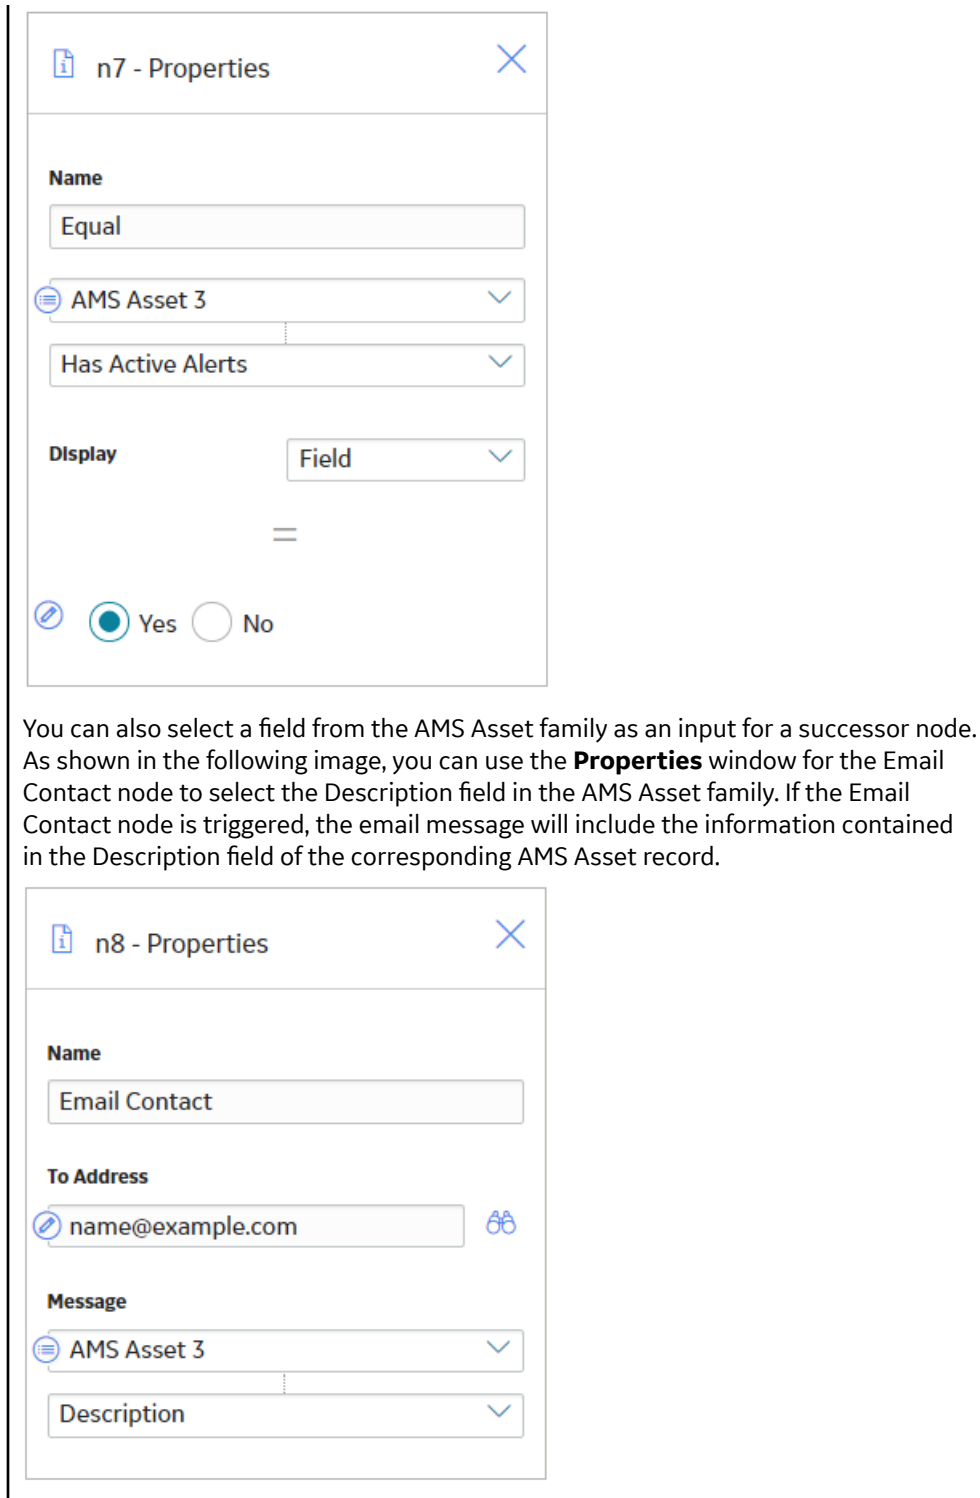 n7 - Properties
Name
Equal
AMS Asset 3
Has Active Alerts
DIsplay
Field
=
Yes
No
You can also select a field from the AMS Asset family as an input for a successor node.
As shown in the following image, you can use the Properties window for the Email
Contact node to select the Description field in the AMS Asset family. If the Email
Contact node is triggered, the email message will include the information contained
in the Description field of the corresponding AMS Asset record.
n8 - Properties
Name
Email Contact
To Address
name@example.com
Message
AMS Asset 3
Description